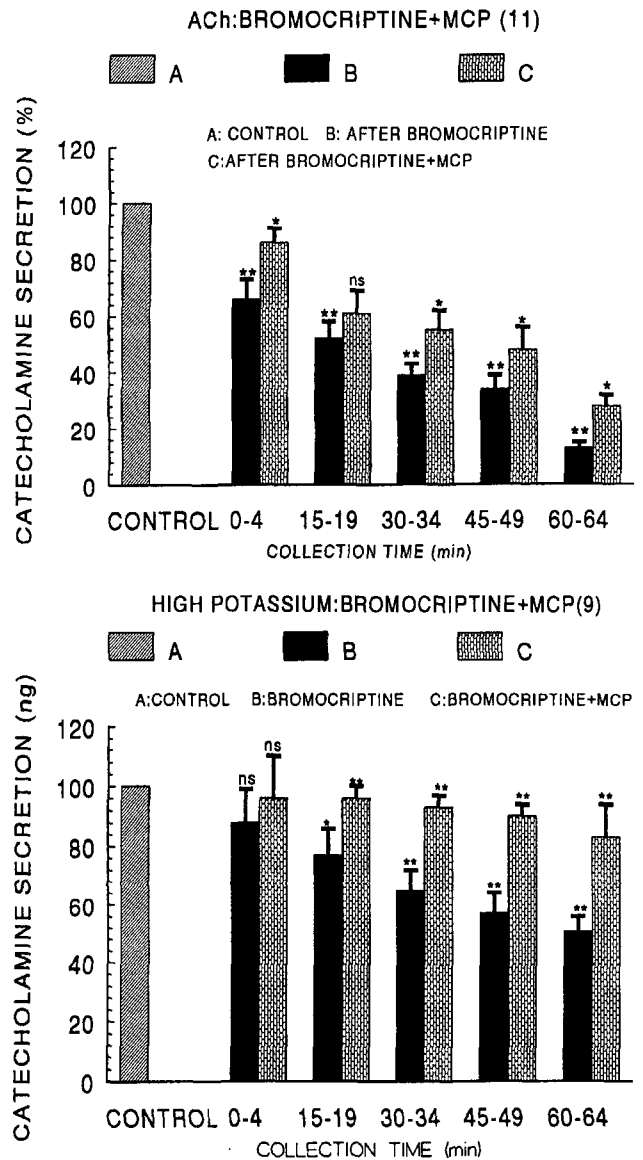 ACh:BROMOCRIPTINE+MCP (11)
A B C
A: CONTROL B: AFTER BROMOCRIPTINE
C:AFTER BROMOCRIPTINE+MCP
CATECHOLAMINE SECRETION (%)
120
100
80
60
40
20
0
** * ** ns ** * ** * ** *
CONTROL 0-4 15-19 30-34 45-49 60-64
COLLECTION TIME (min)
HIGH POTASSIUM:BROMOCRIPTINE+MCP(9)
A B C
A:CONTROL B:BROMOCRIPTINE C:BROMOCRIPTINE+MCP
CATECHOLAMINE SECRETION (ng)
120
100
80
60
40
20
0
ns ns * ** ** ** ** ** ** **
CONTROL 0-4 15-19 30-34 45-49 60-64
COLLECTION TIME (min)